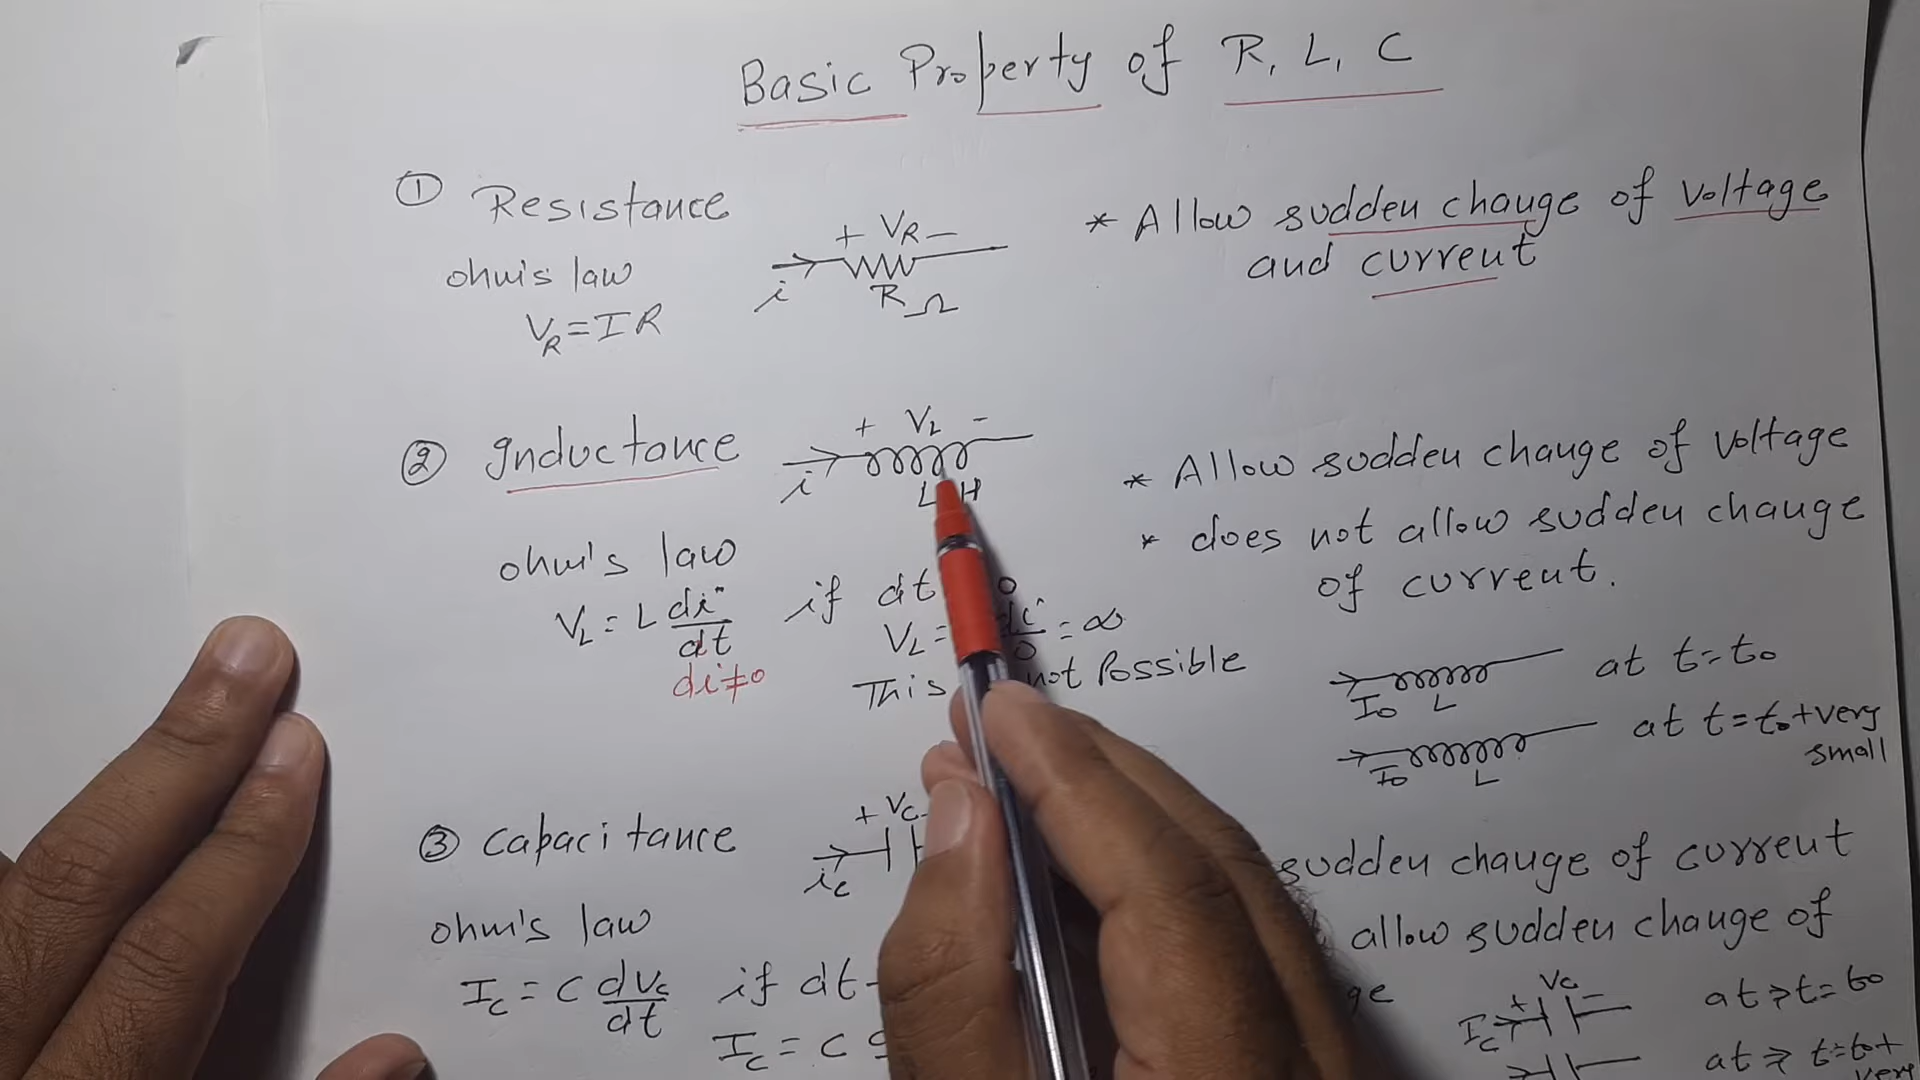 Basic Property of R, L, C
① Resistance
+ VR -
i
R Ω
* Allow sudden change of voltage
and current
ohm's law
VR = IR
② Inductance
+ VL -
i
L H
* Allow sudden change of voltage
* does not allow sudden change
of current.
ohm's law
VL = L di/dt
di≠0
if dt 0
VL = di/0 = ∞
This not Possible
I0 L at t=t0
I0 L at t=t0+very
small
③ Capacitance
+ VC
iC
sudden change of current
allow sudden change of
ohm's law
IC = C dVc/dt
if dt
IC = C
+ VC -
IC
at ⇒ t=t0
at ⇒ t=t0+
very